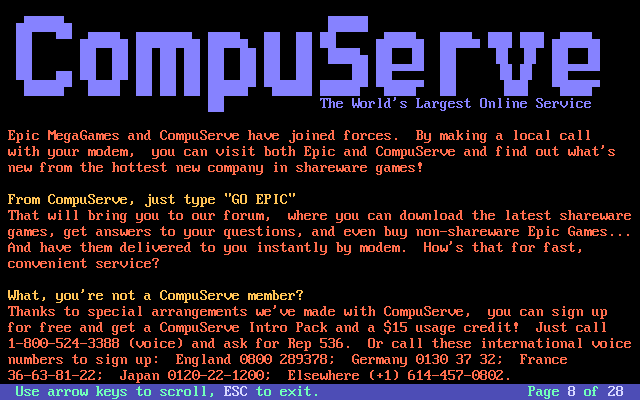 CompuServe
The World's Largest Online Service
Epic MegaGames and CompuServe have joined forces.  By making a local call
with your modem,  you can visit both Epic and CompuServe and find out what's
new from the hottest new company in shareware games!
From CompuServe, just type "GO EPIC"
That will bring you to our forum,  where you can download the latest shareware
games, get answers to your questions, and even buy non-shareware Epic Games...
And have them delivered to you instantly by modem.  How's that for fast,
convenient service?
What, you're not a CompuServe member?
Thanks to special arrangements we've made with CompuServe,  you can sign up
for free and get a CompuServe Intro Pack and a $15 usage credit!  Just call
1-800-524-3388 (voice) and ask for Rep 536.  Or call these international voice
numbers to sign up:  England 0800 289378;  Germany 0130 37 32;  France
36-63-81-22;  Japan 0120-22-1200;  Elsewhere (+1) 614-457-0802.
Use arrow keys to scroll, ESC to exit.    Page 8 of 28